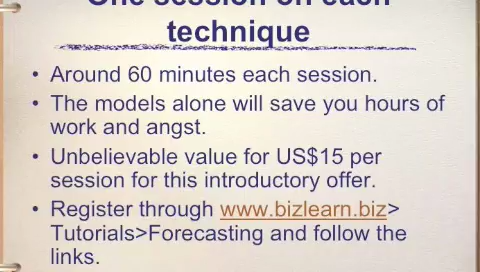 One session on each
technique
• Around 60 minutes each session.
• The models alone will save you hours of
work and angst.
• Unbelievable value for US$15 per
session for this introductory offer.
• Register through www.bizlearn.biz>
Tutorials>Forecasting and follow the
links.